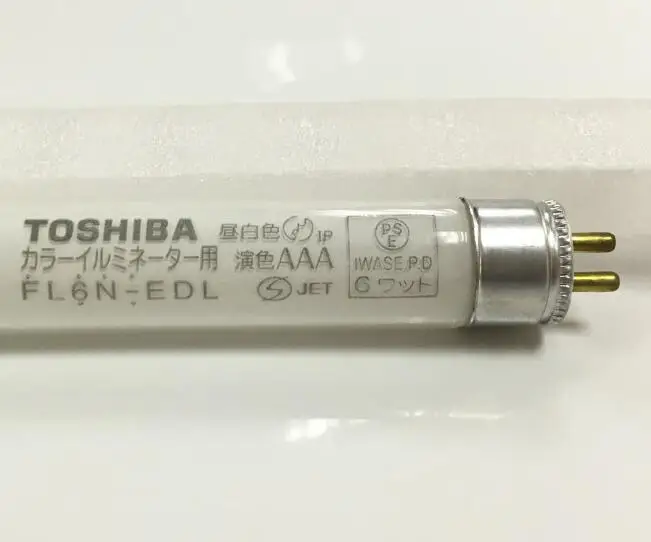 TOSHIBA 昼白色 1P
カラーイルミネーター用 演色AAA
FL6N-EDL S JET
PS
E
IWASE P.D
6ワット